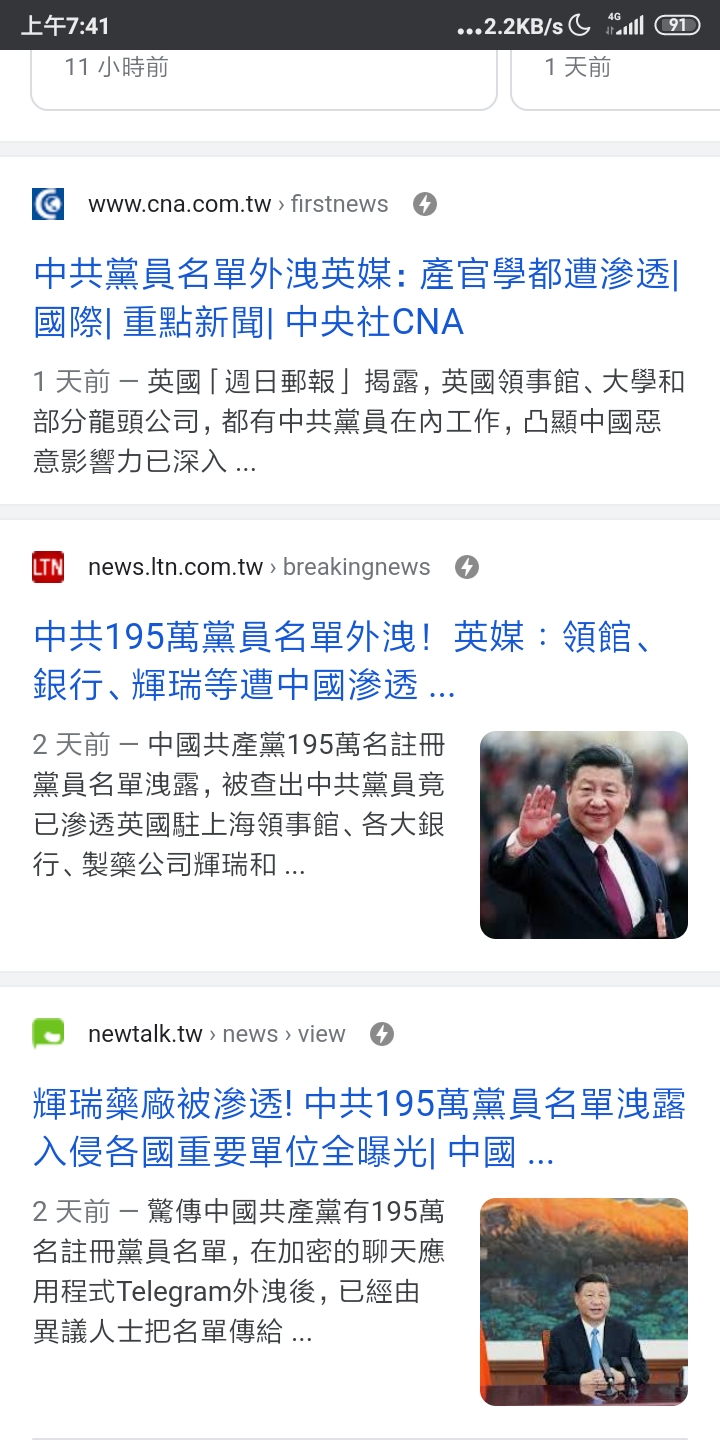 上午7:41
...2.2KB/s 4G 91
11 小時前
1 天前
www.cna.com.tw › firstnews
中共黨員名單外洩英媒：產官學都遭滲透|
國際| 重點新聞| 中央社CNA
1 天前 — 英國「週日郵報」揭露，英國領事館、大學和
部分龍頭公司，都有中共黨員在內工作，凸顯中國惡
意影響力已深入 ...
LTN
news.ltn.com.tw › breakingnews
中共195萬黨員名單外洩！英媒：領館、
銀行、輝瑞等遭中國滲透 ...
2 天前 — 中國共產黨195萬名註冊
黨員名單洩露，被查出中共黨員竟
已滲透英國駐上海領事館、各大銀
行、製藥公司輝瑞和 ...
newtalk.tw › news › view
輝瑞藥廠被滲透! 中共195萬黨員名單洩露
入侵各國重要單位全曝光| 中國 ...
2 天前 — 驚傳中國共產黨有195萬
名註冊黨員名單，在加密的聊天應
用程式Telegram外洩後，已經由
異議人士把名單傳給 ...